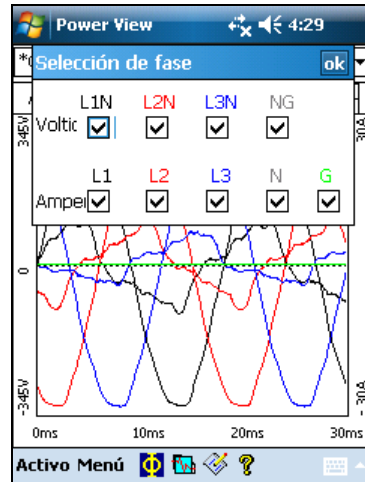 Power View 4:29
Selección de fase ok
L1N L2N L3N NG
Voltic
L1 L2 L3 N G
Amper
345V
0
-345V
30A
-30A
0ms 10ms 20ms 30ms
Activo Menú